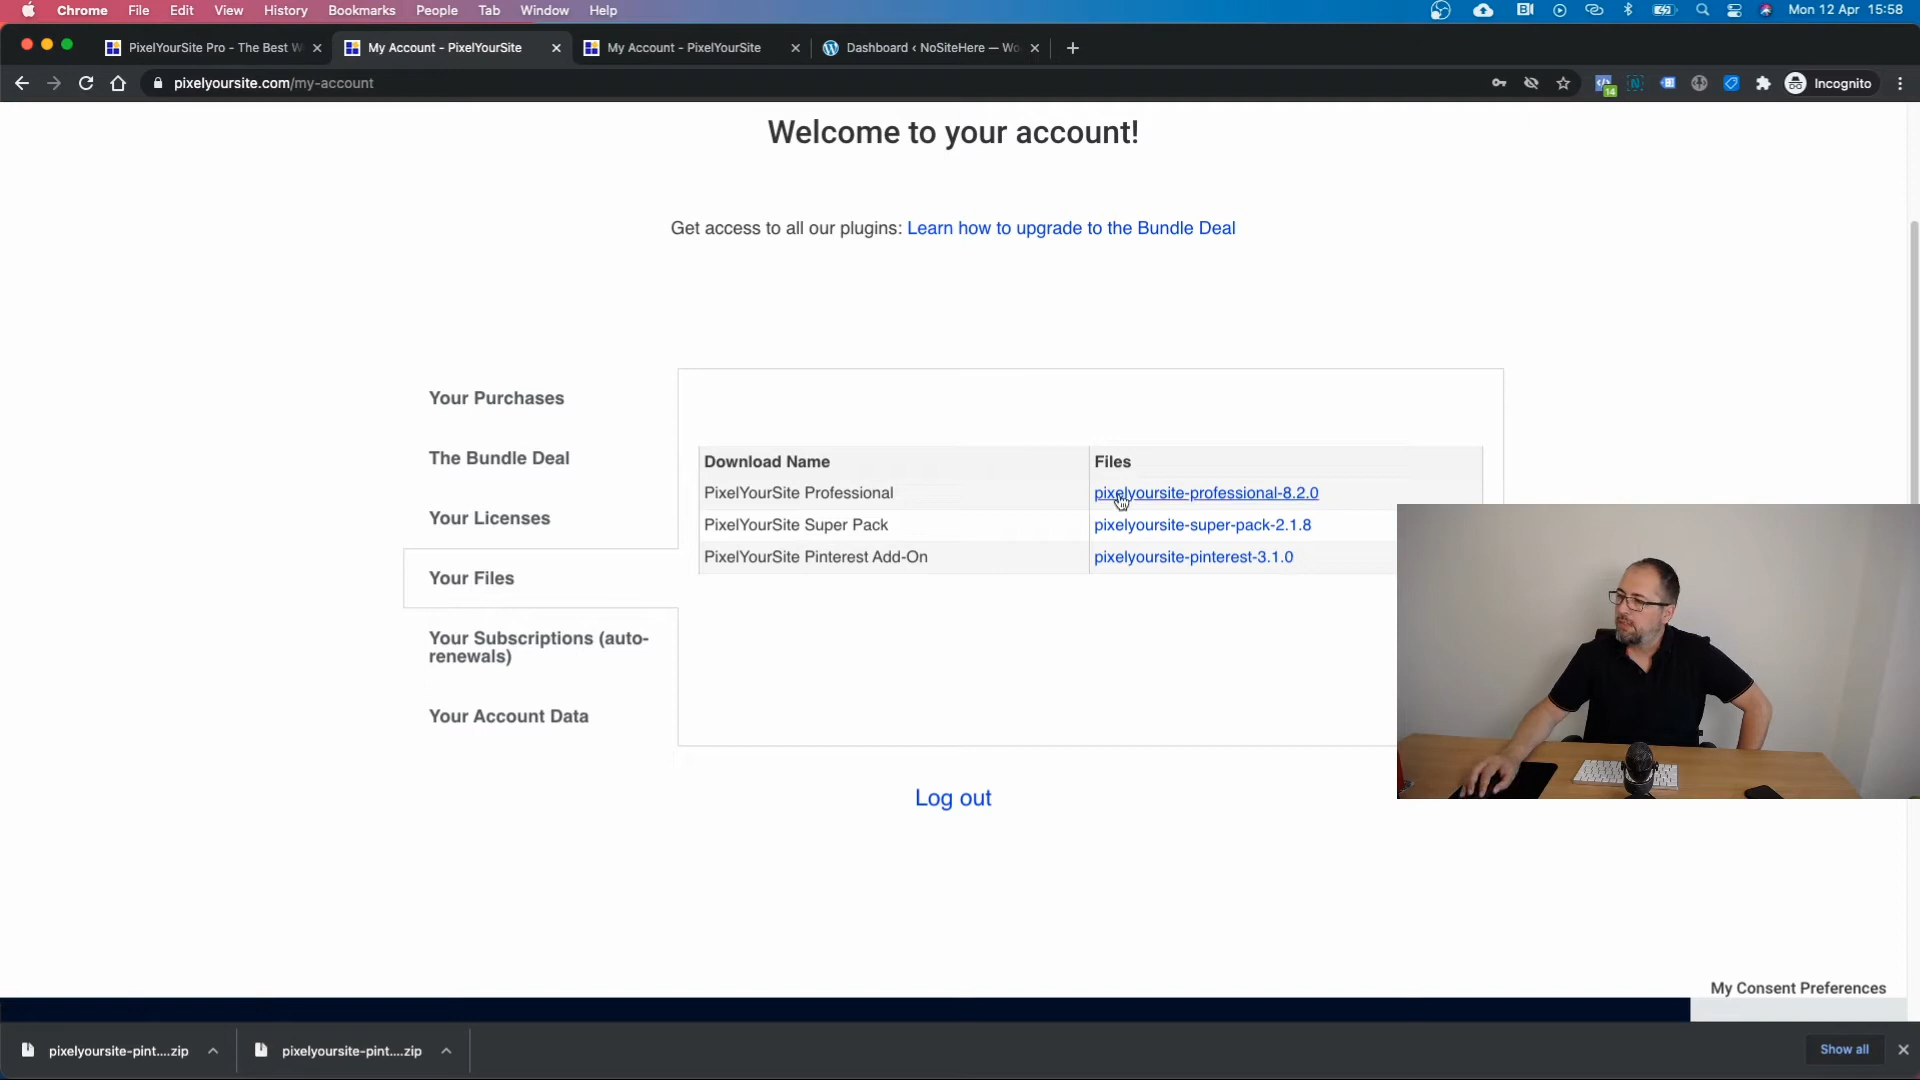 Chrome File Edit View History Bookmarks People Tab Window Help
Mon 12 Apr 15:58
PixelYourSite Pro - The Best W
My Account - PixelYourSite
My Account - PixelYourSite
Dashboard ‹ NoSiteHere — Wo
pixelyoursite.com/my-account
14
Incognito
Welcome to your account!
Get access to all our plugins: Learn how to upgrade to the Bundle Deal
Your Purchases
The Bundle Deal
Your Licenses
Your Files
Your Subscriptions (auto-
renewals)
Your Account Data
Download Name Files
PixelYourSite Professional pixelyoursite-professional-8.2.0
PixelYourSite Super Pack pixelyoursite-super-pack-2.1.8
PixelYourSite Pinterest Add-On pixelyoursite-pinterest-3.1.0
Log out
My Consent Preferences
pixelyoursite-pint....zip
pixelyoursite-pint....zip
Show all